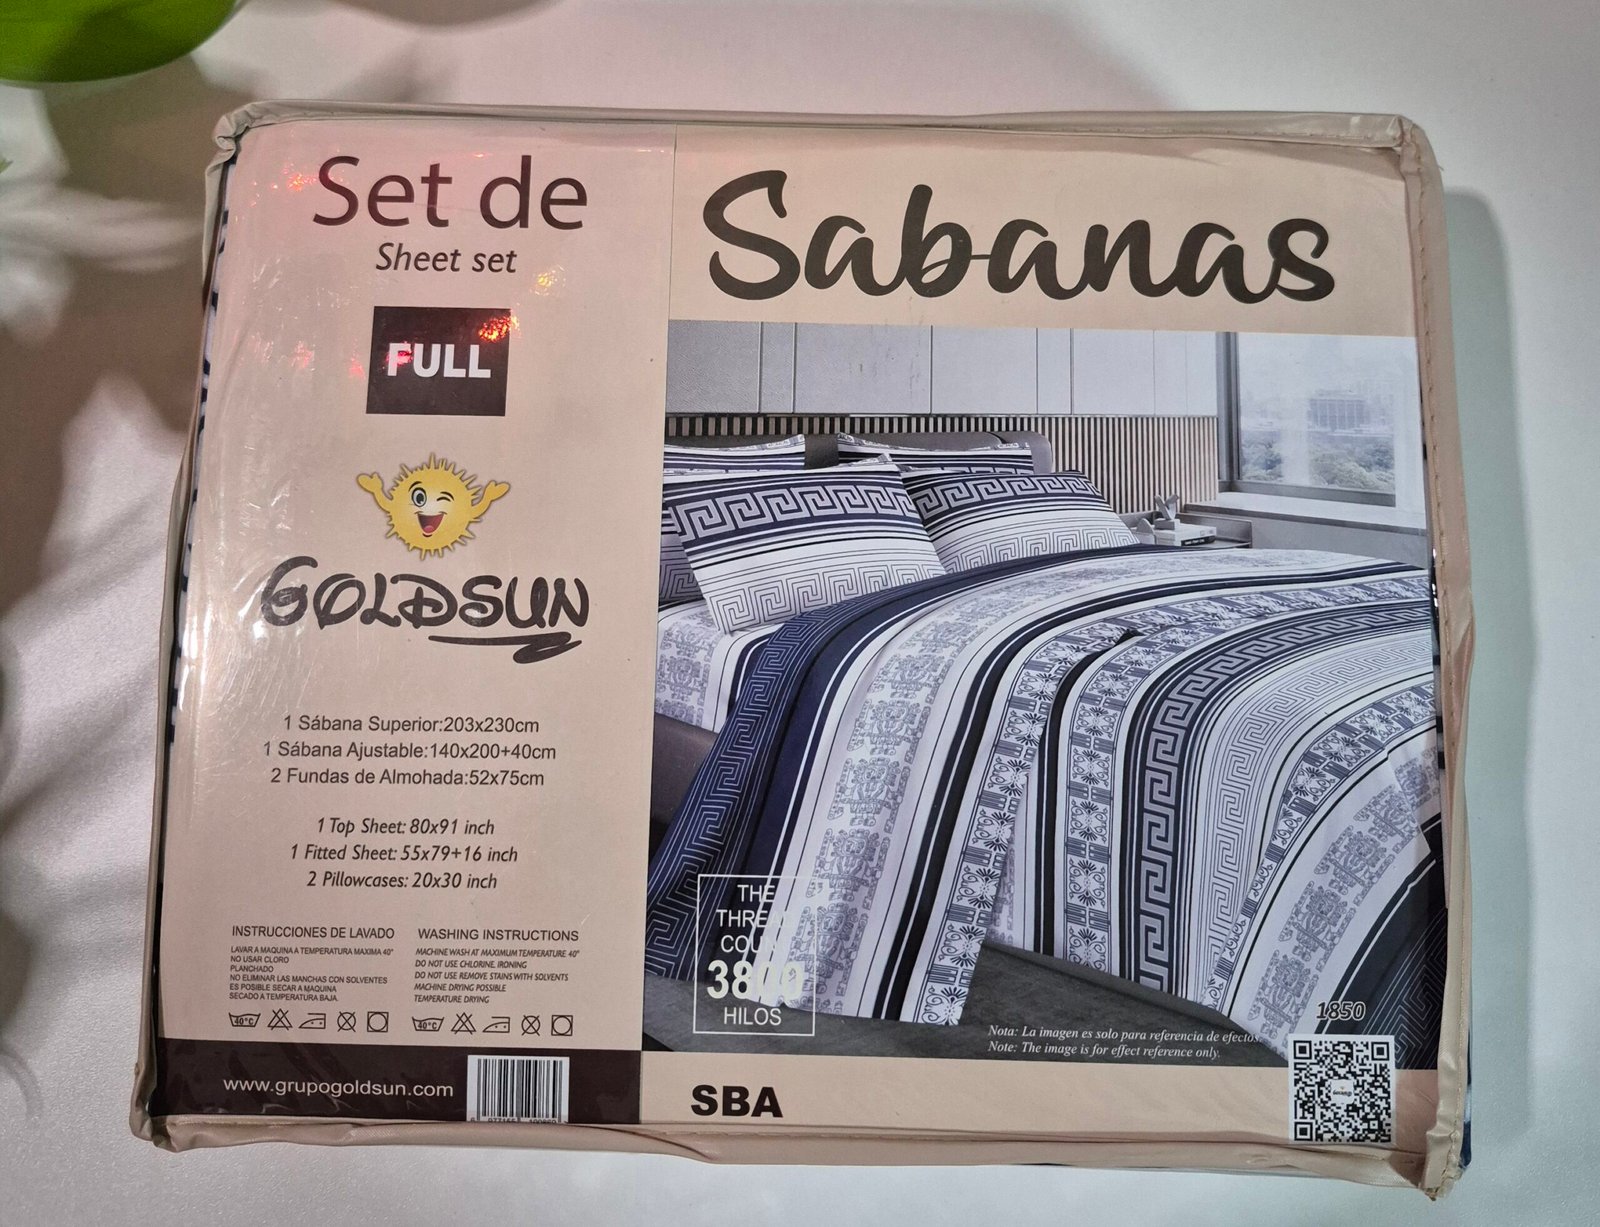 Set de
Sheet set
FULL
GOLDSUN
1 Sábana Superior:203x230cm
1 Sábana Ajustable:140x200+40cm
2 Fundas de Almohada:52x75cm
1 Top Sheet: 80x91 inch
1 Fitted Sheet: 55x79+16 inch
2 Pillowcases: 20x30 inch
INSTRUCCIONES DE LAVADO
LAVAR A MAQUINA A TEMPERATURA MAXIMA 40°
NO USAR CLORO
PLANCHADO
NO ELIMINAR LAS MANCHAS CON SOLVENTES
ES POSIBLE SECAR A MAQUINA
SECADO A TEMPERATURA BAJA.
40°C
WASHING INSTRUCTIONS
MACHINE WASH AT MAXIMUM TEMPERATURE 40°
DO NOT USE CHLORINE, IRONING
DO NOT USE REMOVE STAINS WITH SOLVENTS
MACHINE DRYING POSSIBLE
TEMPERATURE DRYING
40°C
www.grupogoldsun.com
Sabanas
THE
THREAD
COUNT
3800
HILOS
Nota: La imagen es solo para referencia de efectos.
Note: The image is for effect reference only.
1850
SBA